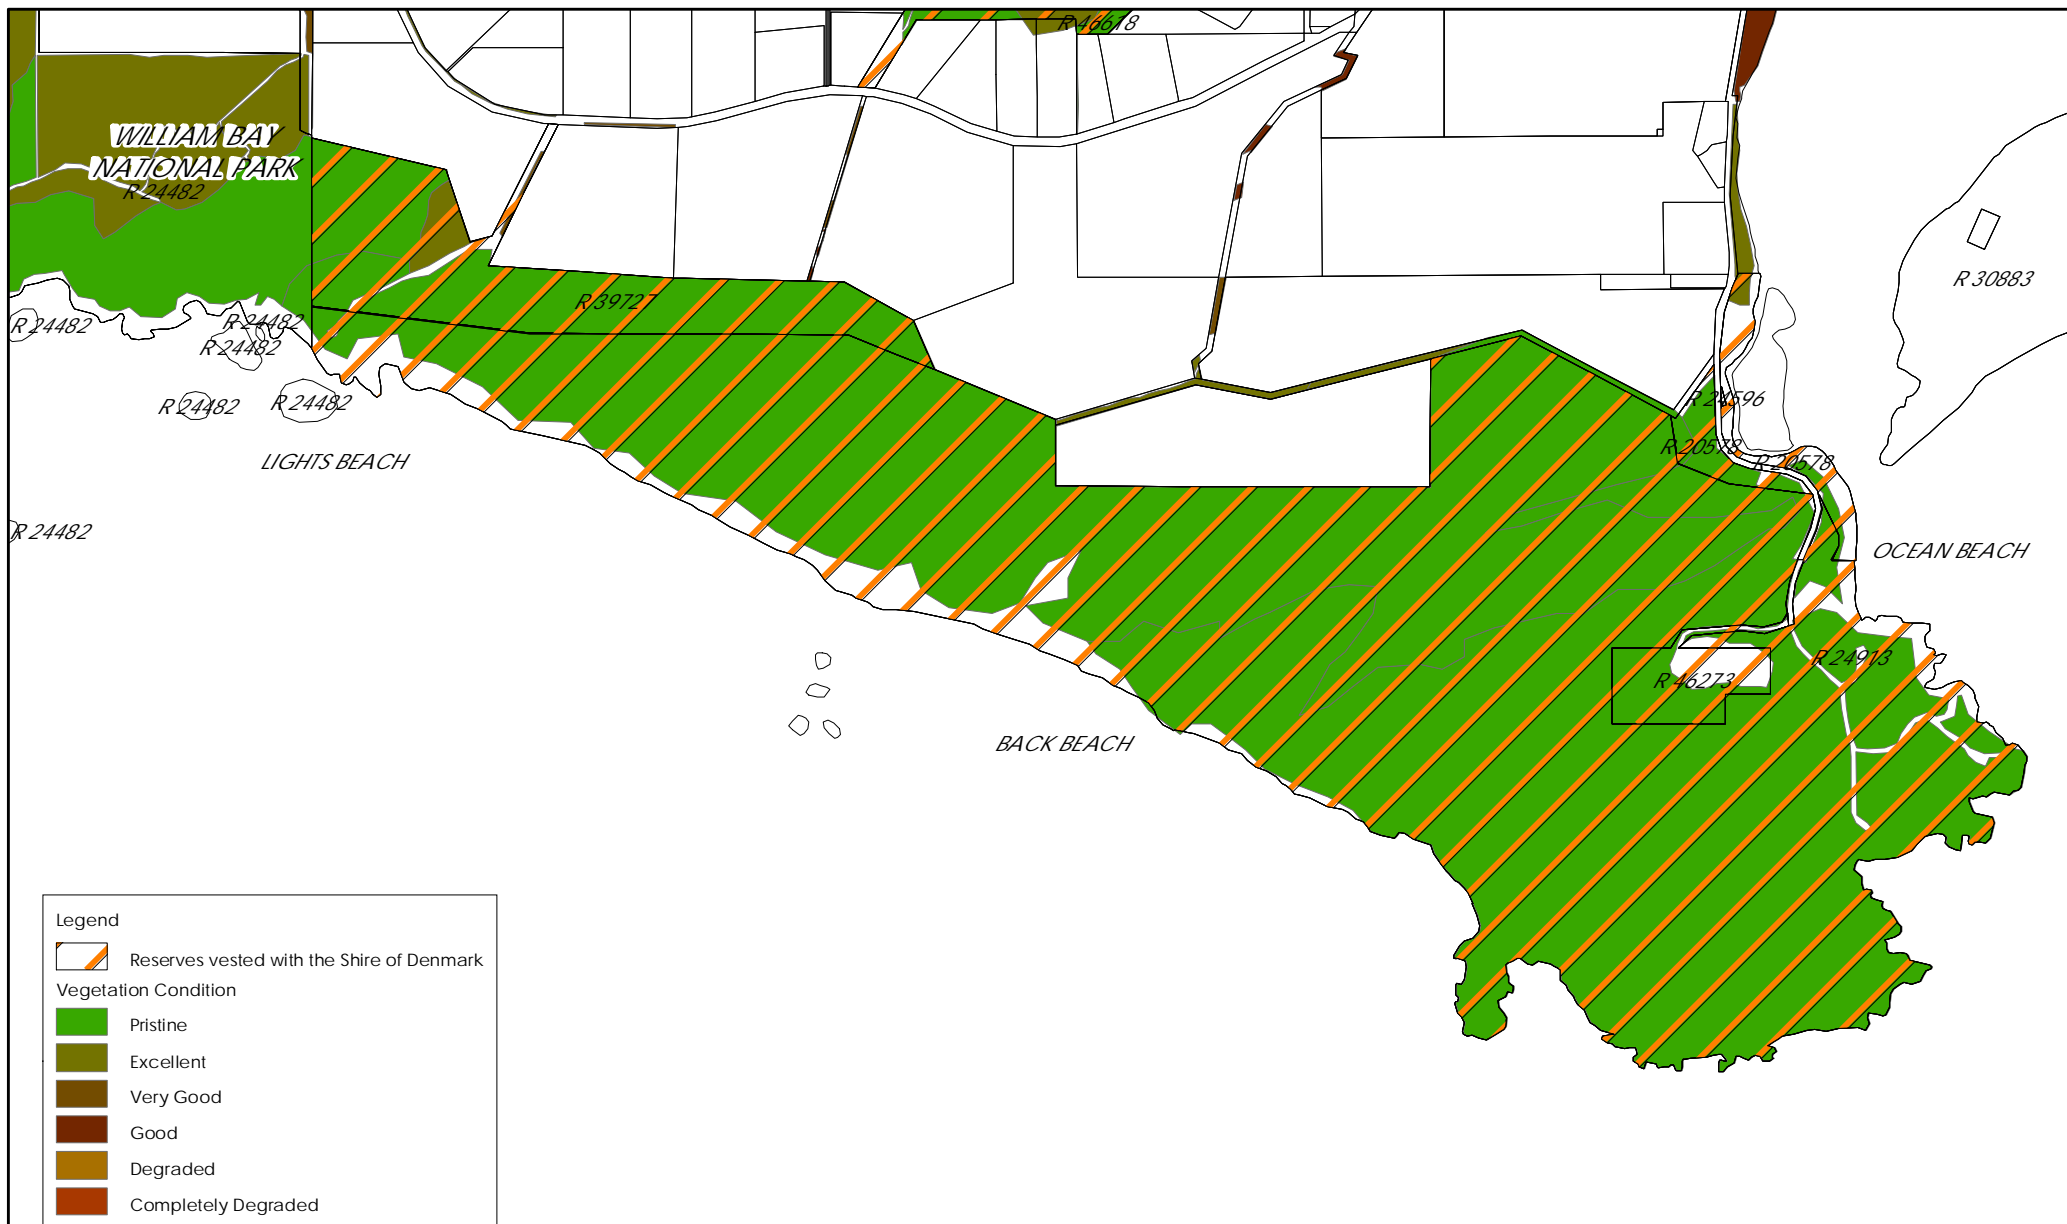 R 46618
WILLIAM BAY
NATIONAL PARK
R 24482
R 30883
R 39727
R 24482
R 24482
R 24482
R 24482
R 24482
R 24596
R 20578
R 20578
LIGHTS BEACH
R 24482
OCEAN BEACH
R 24913
R 46273
BACK BEACH
Legend
Reserves vested with the Shire of Denmark
Vegetation Condition
Pristine
Excellent
Very Good
Good
Degraded
Completely Degraded